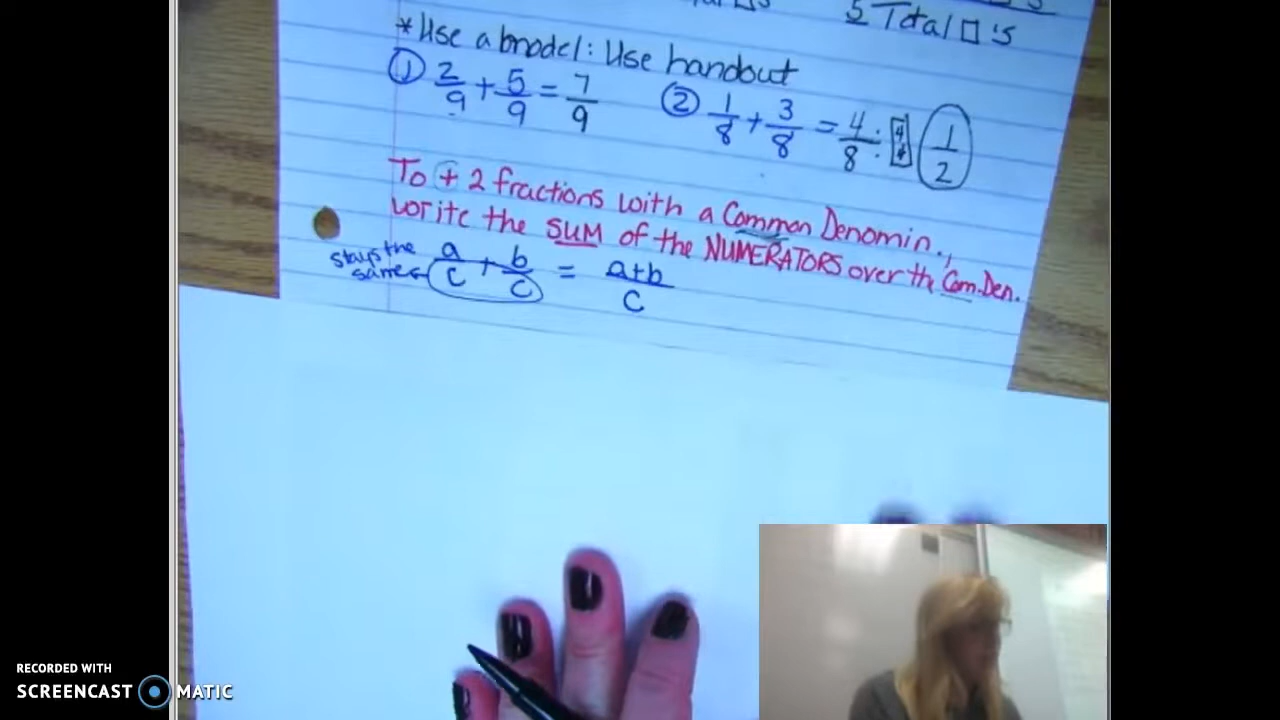 5 Total □'s
*Use a model: Use handout
① 2/9 + 5/9 = 7/9 ② 1/8 + 3/8 = 4/8 ÷ 4/4 1/2
To + 2 fractions with a Common Denomin.,
write the SUM of the NUMERATORS over the Com. Den.
stays the same a/c + b/c = a+b/c
RECORDED WITH
SCREENCAST MATIC